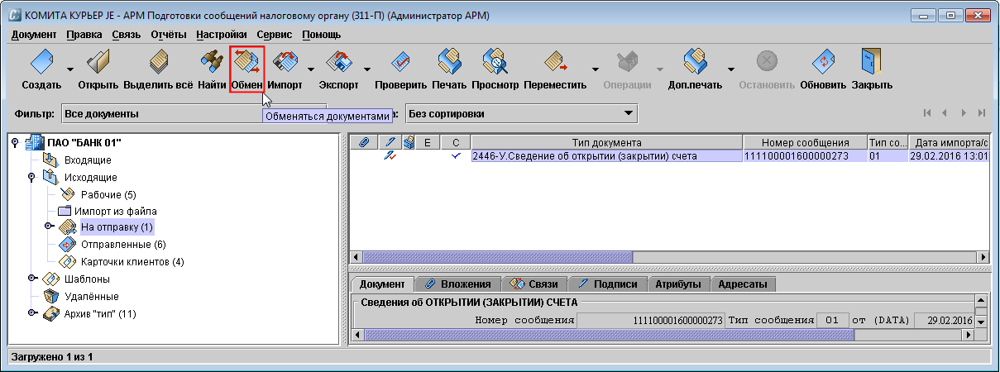 КОМИТА КУРЬЕР JE - АРМ Подготовки сообщений налоговому органу (311-П) (Администратор АРМ)
Документ Правка Связь Отчёты Настройки Сервис Помощь
Создать Открыть Выделить всё Найти Обмен Импорт Экспорт Проверить Печать Просмотр Переместить Операции Доп.печать Остановить Обновить Закрыть
Фильтр: Все документы Обменяться документами а: Без сортировки
ПАО "БАНК 01"
Входящие
Исходящие
Рабочие (5)
Импорт из файла
На отправку (1)
Отправленные (6)
Карточки клиентов (4)
Шаблоны
Удалённые
Архив "тип" (11)
Е С Тип документа Номер сообщения Тип со... Дата импорта/с
2446-У.Сведение об открытии (закрытии) счета 111100001600000273 01 29.02.2016 13:01
Документ Вложения Связи Подписи Атрибуты Адресаты
Сведения об ОТКРЫТИИ (ЗАКРЫТИИ) СЧЕТА
Номер сообщения 111100001600000273 Тип сообщения 01 от (DATA) 29.02.2016
Загружено 1 из 1